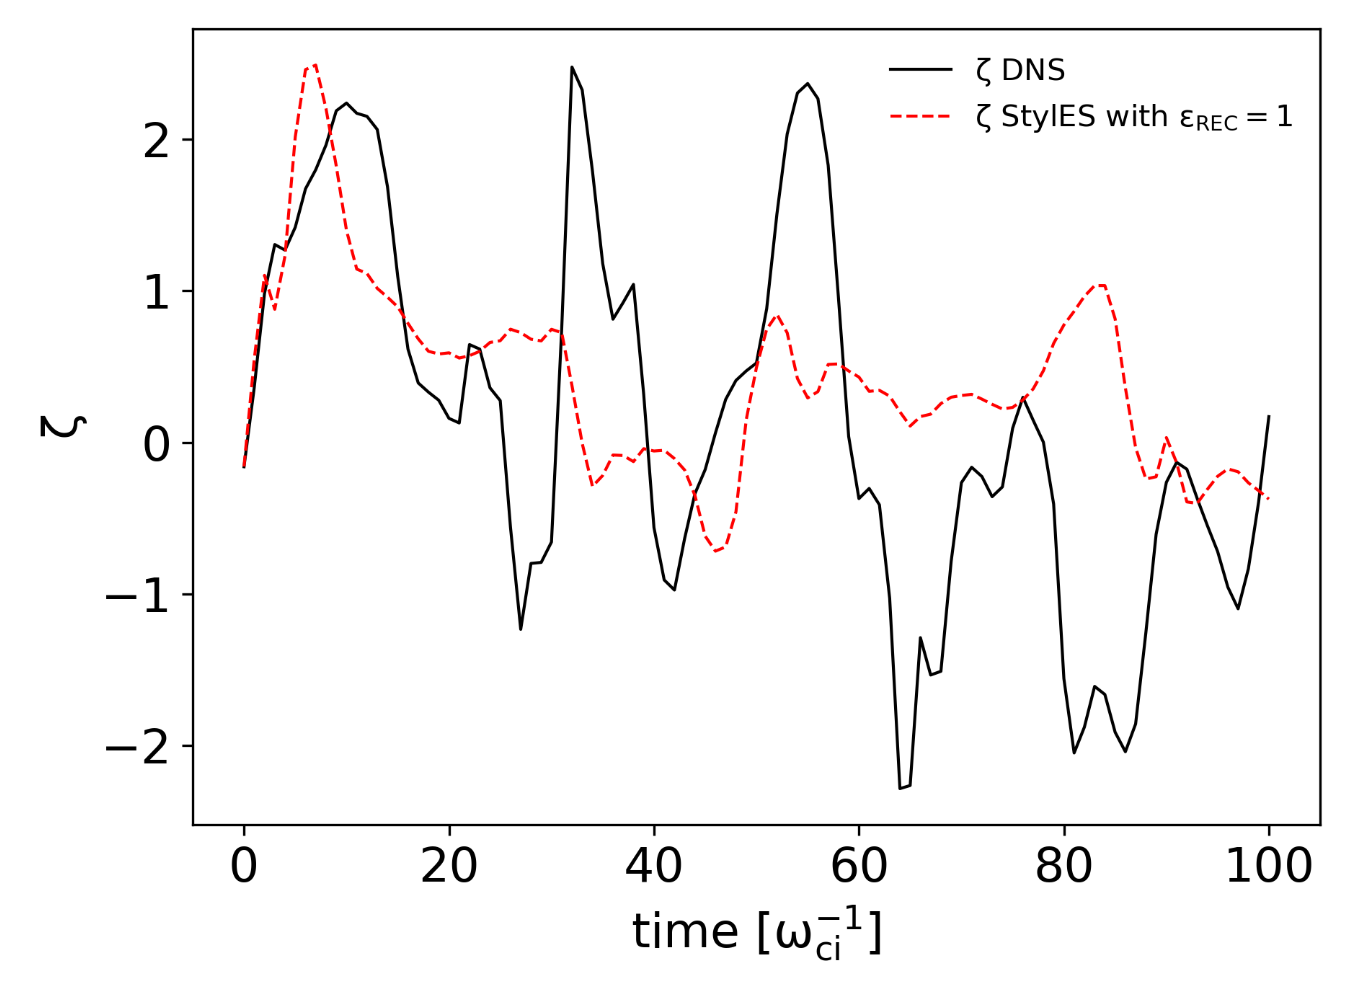 ζ DNS
ζ StylES with ε_REC = 1
2
1
0
−1
−2
ζ
0 20 40 60 80 100
time [ω_ci^−1]